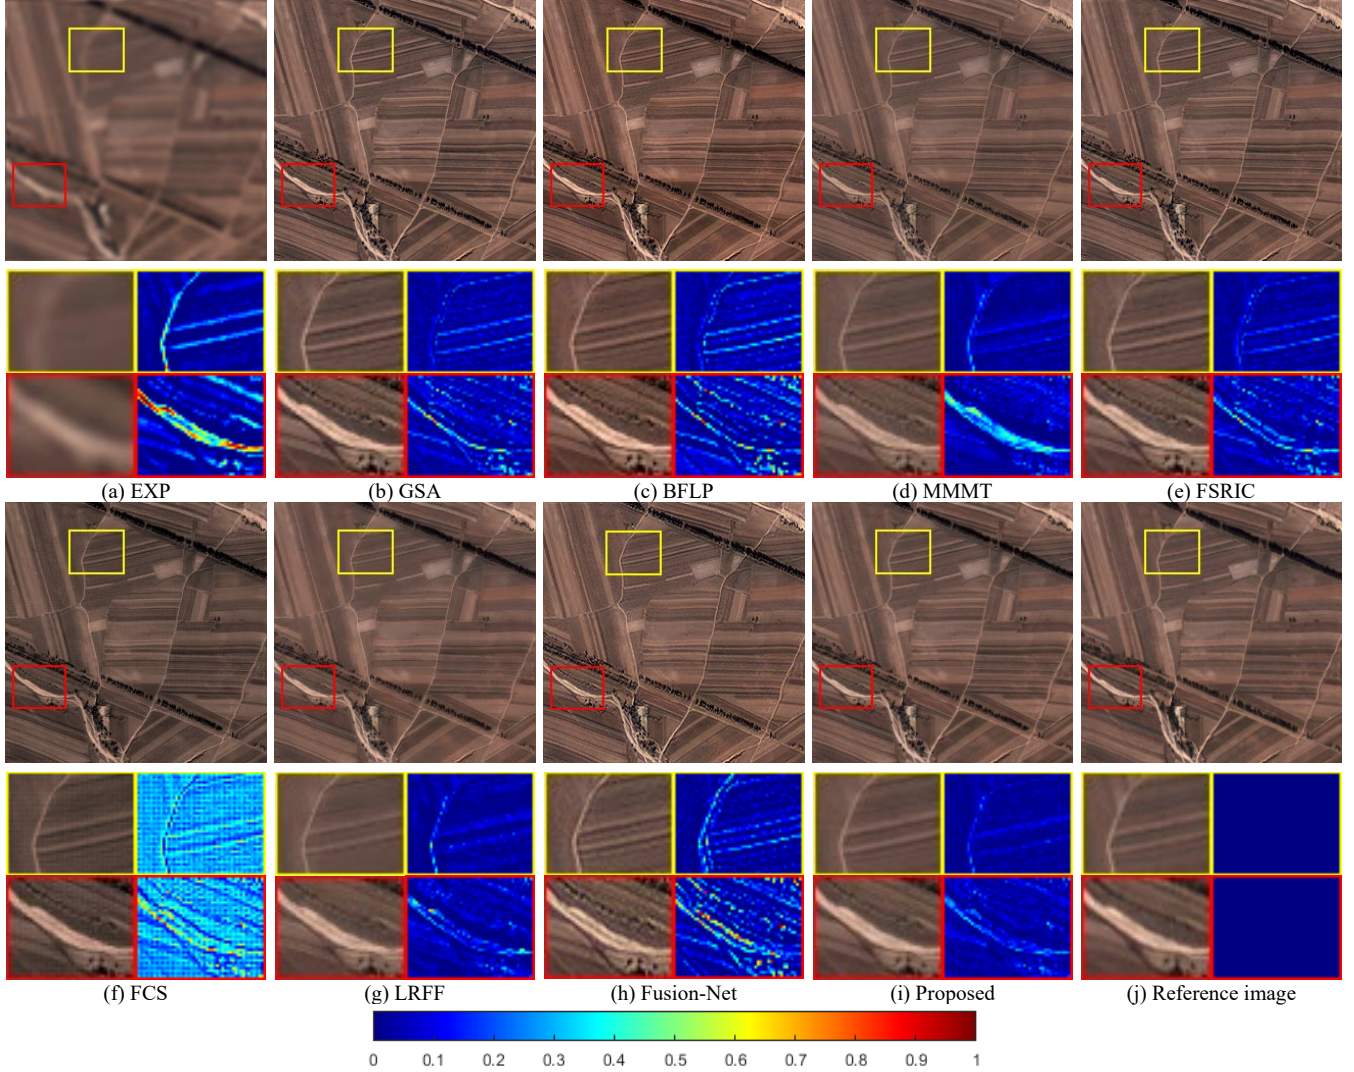 (a) EXP
(b) GSA
(c) BFLP
(d) MMMT
(e) FSRIC
(f) FCS
(g) LRFF
(h) Fusion-Net
(i) Proposed
(j) Reference image
0 0.1 0.2 0.3 0.4 0.5 0.6 0.7 0.8 0.9 1